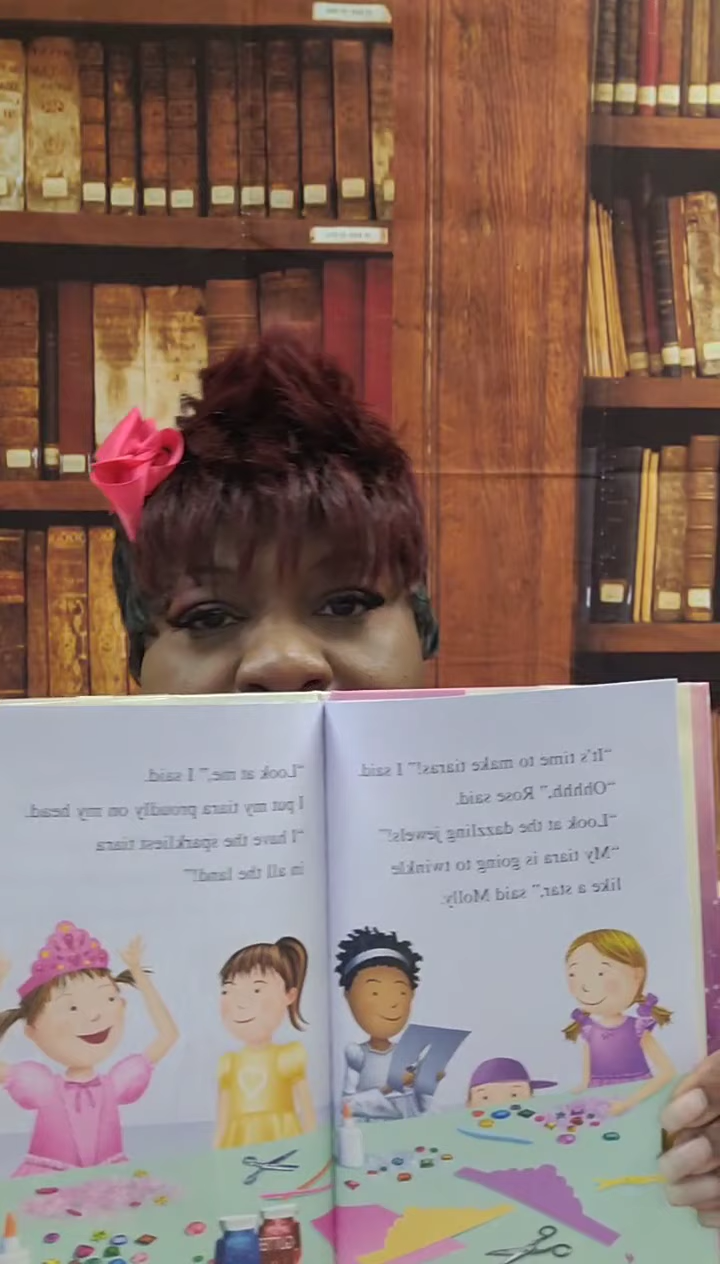 "It's time to make tiaras!" I said.
"Ohhhh," Rose said.
"Look at the dazzling jewels!"
"My tiara is going to twinkle
like a star," said Molly.
"Look at me," I said.
I put my tiara proudly on my head.
"I have the sparkliest tiara
in all the land!"